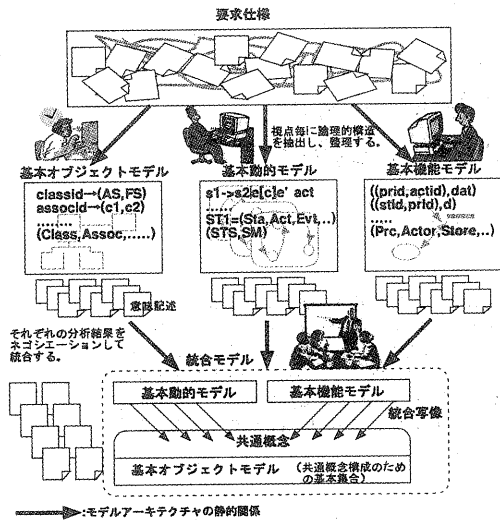 要求仕様
視点毎に論理的構造
を抽出し、整理する。
基本オブジェクトモデル
基本動的モデル
基本機能モデル
classid→(AS,FS)
associd→(c1,c2)
........
(Class,Assoc,.....)
s1->s2|e[c]e' act
......
ST1=(Sta,Act,Evt,..)
(STS,SM)
((prid,actid),dat)
((stid,prid),d)
.....
(Prc,Actor,Store,..)
意味記述
それぞれの分析結果を
ネゴシエーションして
統合する。
統合モデル
基本動的モデル
基本機能モデル
統合写像
共通概念
基本オブジェクトモデル
(共通概念構成のため
の基本集合)
:モデルアーキテクチャの静的関係